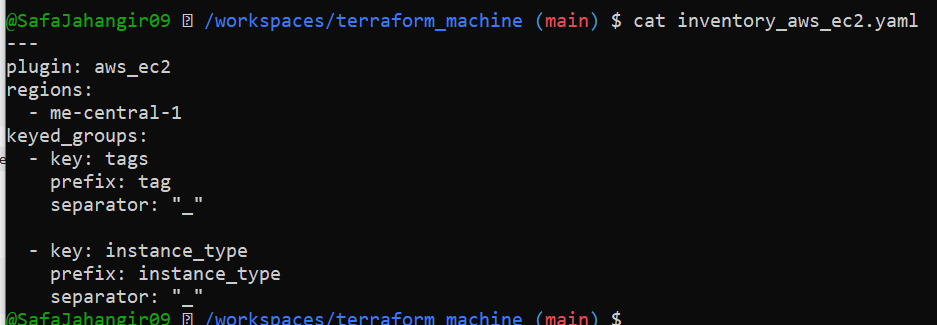 @SafaJahangir09 /workspaces/terraform_machine (main) $ cat inventory_aws_ec2.yaml
---
plugin: aws_ec2
regions:
  - me-central-1
keyed_groups:
  - key: tags
    prefix: tag
    separator: "_"

  - key: instance_type
    prefix: instance_type
    separator: "_"
@SafaJahangir09 /workspaces/terraform_machine (main) $